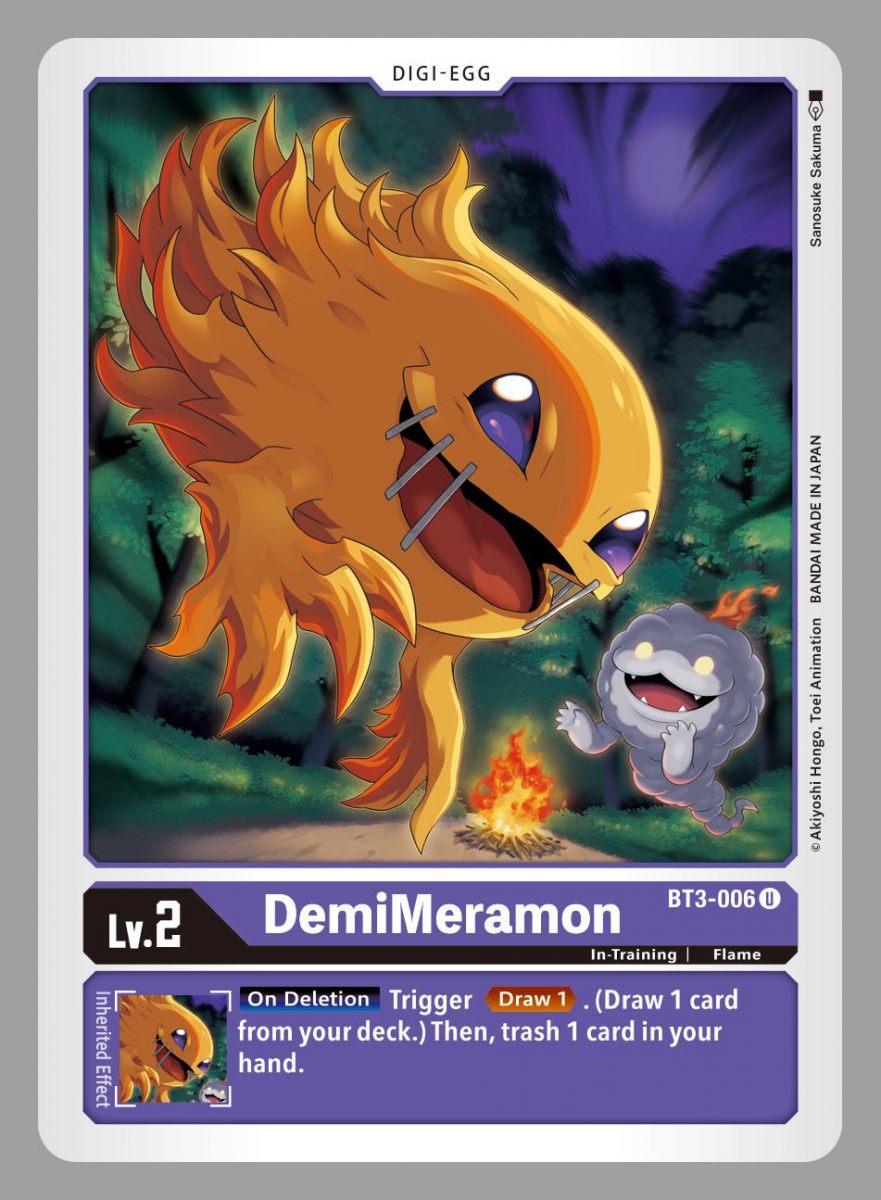 DIGI-EGG
Sanosuke Sakuma
© Akiyoshi Hongo, Toei Animation BANDAI MADE IN JAPAN
Lv.2
DemiMeramon
BT3-006 U
In-Training | Flame
Inherited Effect
On Deletion Trigger Draw 1 . (Draw 1 card
from your deck.) Then, trash 1 card in your
hand.